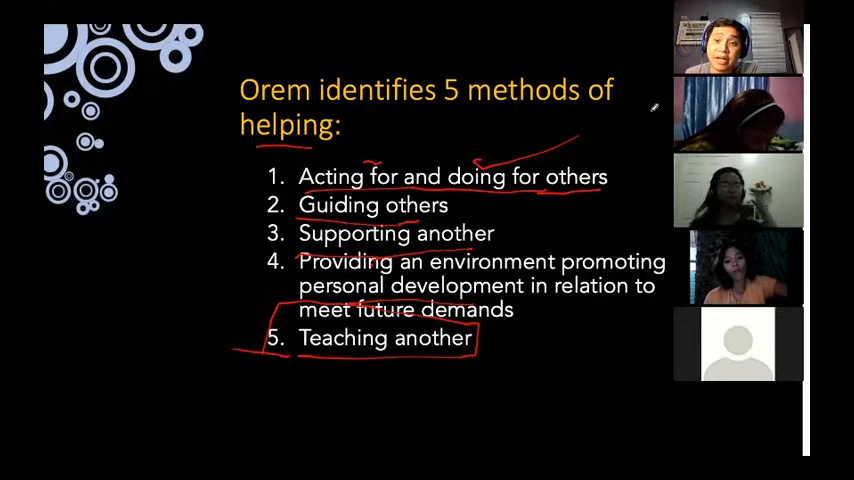 Orem identifies 5 methods of
helping:
1. Acting for and doing for others
2. Guiding others
3. Supporting another
4. Providing an environment promoting
personal development in relation to
meet future demands
5. Teaching another